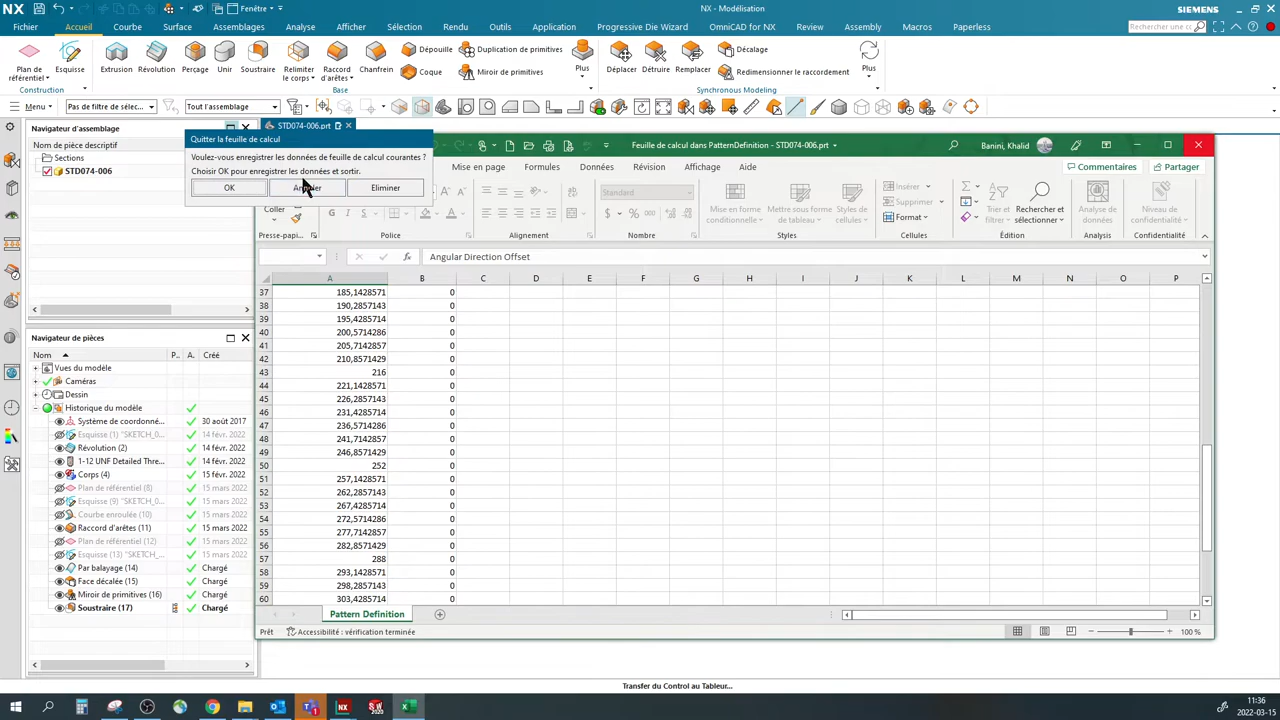 NX
Fenêtre
NX - Modélisation
SIEMENS
Fichier Accueil Courbe Surface Assemblages Analyse Afficher Sélection Rendu Outils Application Progressive Die Wizard OmniCAD for NX Menu Personnaliser Assembly Macros Paperless
Rechercher une c
Plan de référentiel
Esquisse
Extrusion
Révolution
Perçage
Unir
Soustraire
Relimiter le corps
Raccord d'arêtes
Chanfrein
Dépouille
Coque
Duplication de primitives
Miroir de primitives
Plus
Déplacer
Détruire
Remplacer
Décalage
Redimensionner le raccordement
Plus
Construction
Base
Synchronous Modeling
Menu
Pas de filtre de sélec...
Tout l'assemblage
Navigateur d'assemblage
STD074-006.prt
Nom de pièce descriptif
Sections
STD074-006
Quitter la feuille de calcul
Voulez-vous enregistrer les données de feuille de calcul courantes ?
Choisir OK pour enregistrer les données et sortir.
OK
Eliminer
Feuille de calcul dans PatternDefinition - STD074-006.prt
Banini, Khalid
Mise en page Formules Données Révision Affichage Aide
Commentaires
Partager
Coller
Presse-papi...
G I S
Police
Alignement
Standard
$ % 000
Nombre
Mise en forme conditionnelle
Mettre sous forme de tableau
Styles de cellules
Styles
Insérer
Supprimer
Format
Cellules
Trier et filtrer
Rechercher et sélectionner
Édition
Analyse de données
Analyse
Niveau de confidentialité
Confidentialité
fx
Angular Direction Offset
A B C D E F G H I J K L M N O P
37 185,1428571 0
38 190,2857143 0
39 195,4285714 0
40 200,5714286 0
41 205,7142857 0
42 210,8571429 0
43 216 0
44 221,1428571 0
45 226,2857143 0
46 231,4285714 0
47 236,5714286 0
48 241,7142857 0
49 246,8571429 0
50 252 0
51 257,1428571 0
52 262,2857143 0
53 267,4285714 0
54 272,5714286 0
55 277,7142857 0
56 282,8571429 0
57 288 0
58 293,1428571 0
59 298,2857143 0
60 303,4285714 0
Pattern Definition
Prêt
Accessibilité : vérification terminée
100 %
Navigateur de pièces
Nom P.. A. Créé
Vues du modèle
Caméras
Dessin
Historique du modèle
Système de coordonné... 30 août 2017
Esquisse (1) "SKETCH_0... 14 févr. 2022
Révolution (2) 14 févr. 2022
1-12 UNF Detailed Thre... 14 févr. 2022
Corps (4) 15 févr. 2022
Plan de référentiel (8) 15 mars 2022
Esquisse (9) "SKETCH_0... 15 mars 2022
Courbe enroulée (10) 15 mars 2022
Raccord d'arêtes (11) 15 mars 2022
Plan de référentiel (12) 15 mars 2022
Esquisse (13) "SKETCH_... 15 mars 2022
Par balayage (14) Chargé
Face décalée (15) Chargé
Miroir de primitives (16) Chargé
Soustraire (17) Chargé
Transfer du Control au Tableur...
11:36
2022-03-15